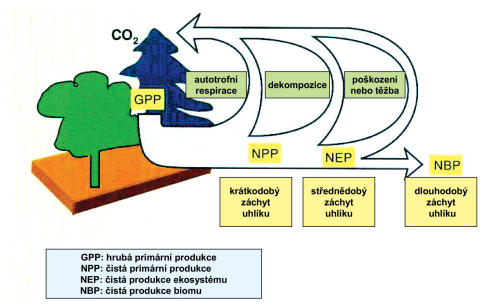 CO2
GPP
autotrofní
respirace
dekompozice
poškození
nebo těžba
NPP
NEP
NBP
krátkodobý
záchyt
uhlíku
střednědobý
záchyt
uhlíku
dlouhodobý
záchyt
uhlíku
GPP: hrubá primární produkce
NPP: čistá primární produkce
NEP: čistá produkce ekosystému
NBP: čistá produkce biomu